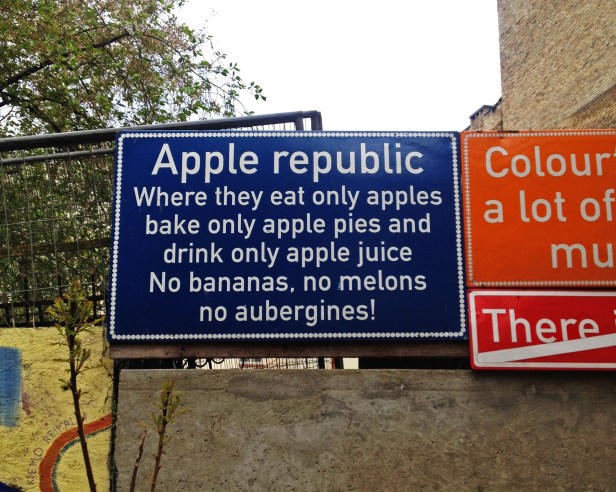 Apple republic
Where they eat only apples
bake only apple pies and
drink only apple juice
No bananas, no melons
no aubergines!
Colour
a lot of
mu
There